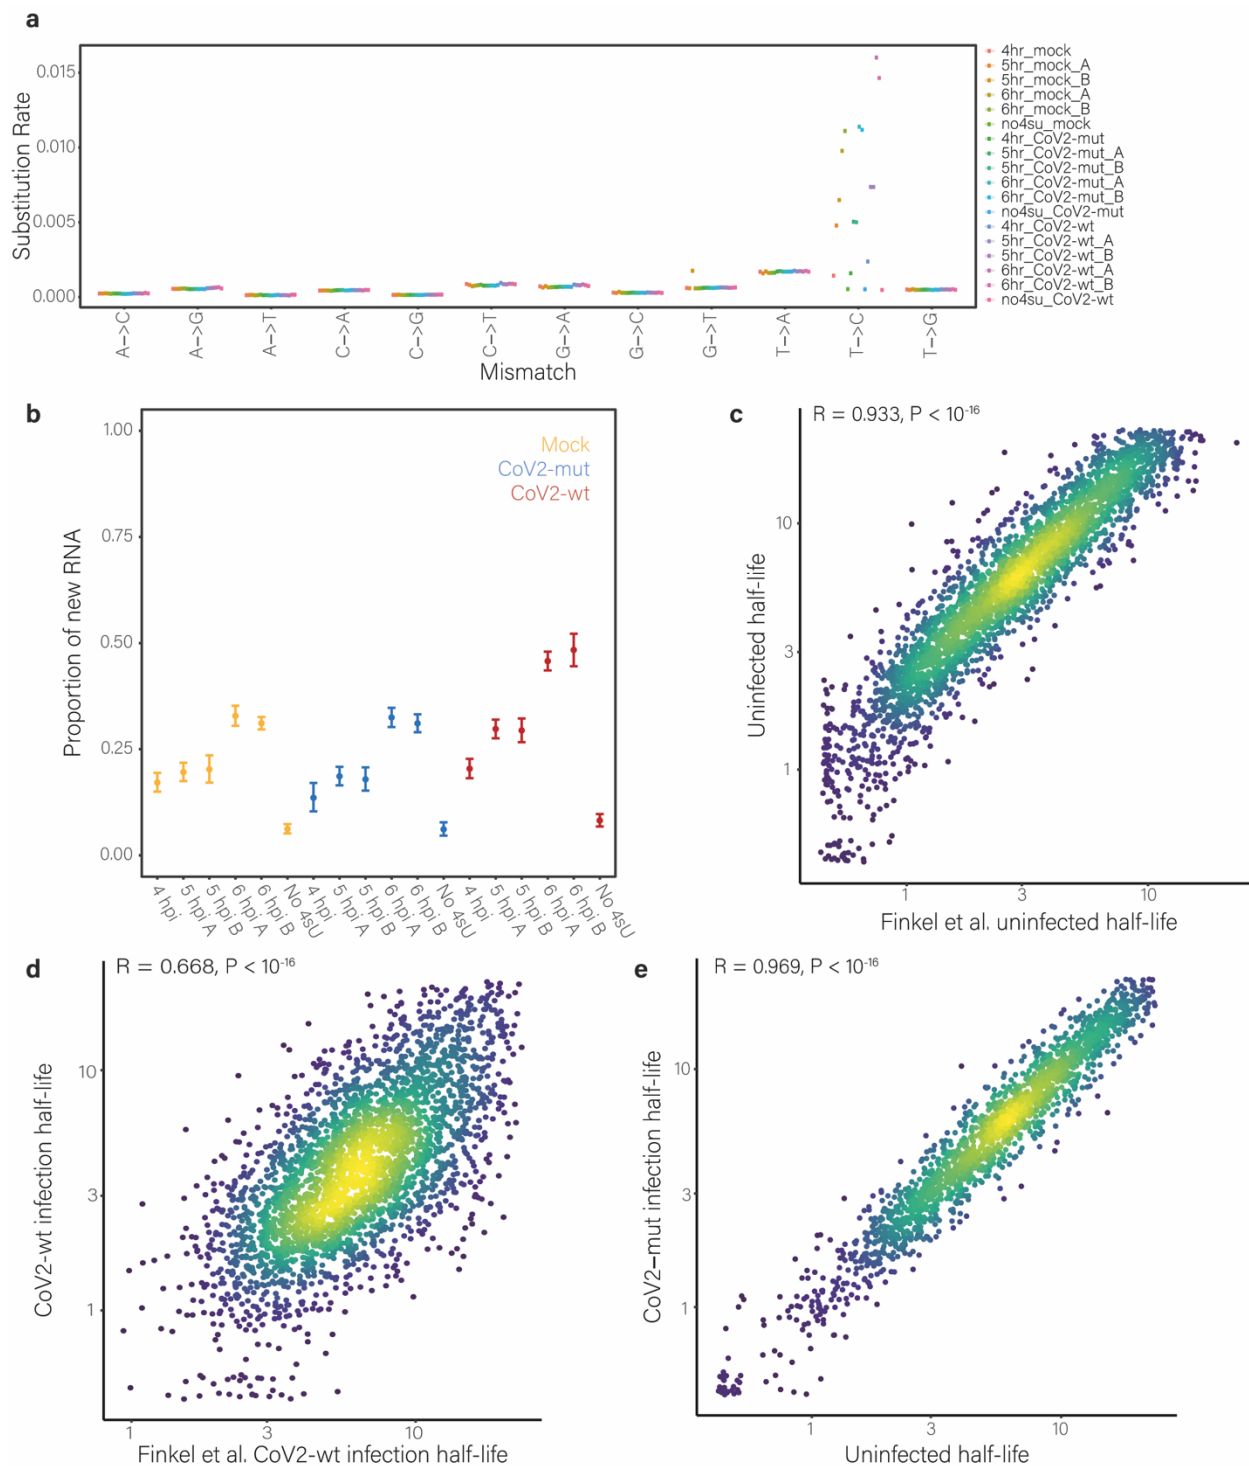 a
Substitution Rate
0.015
0.010
0.005
0.000
A->C
A->G
A->T
C->A
C->G
C->T
G->A
G->C
G->T
T->A
T->C
T->G
Mismatch
4hr_mock
5hr_mock_A
5hr_mock_B
6hr_mock_A
6hr_mock_B
no4su_mock
4hr_CoV2-mut
5hr_CoV2-mut_A
5hr_CoV2-mut_B
6hr_CoV2-mut_A
6hr_CoV2-mut_B
no4su_CoV2-mut
4hr_CoV2-wt
5hr_CoV2-wt_A
5hr_CoV2-wt_B
6hr_CoV2-wt_A
6hr_CoV2-wt_B
no4su_CoV2-wt
b
Proportion of new RNA
1.00
0.75
0.50
0.25
0.00
Mock
CoV2-mut
CoV2-wt
4 hpi
5 hpi A
5 hpi B
6 hpi A
6 hpi B
No 4sU
4 hpi
5 hpi A
5 hpi B
6 hpi A
6 hpi B
No 4sU
4 hpi
5 hpi A
5 hpi B
6 hpi A
6 hpi B
No 4sU
c
R = 0.933, P < 10⁻¹⁶
Uninfected half-life
10
3
1
1
3
10
Finkel et al. uninfected half-life
d
R = 0.668, P < 10⁻¹⁶
CoV2-wt infection half-life
10
3
1
1
3
10
Finkel et al. CoV2-wt infection half-life
e
R = 0.969, P < 10⁻¹⁶
CoV2−mut infection half-life
10
3
1
1
3
10
Uninfected half-life